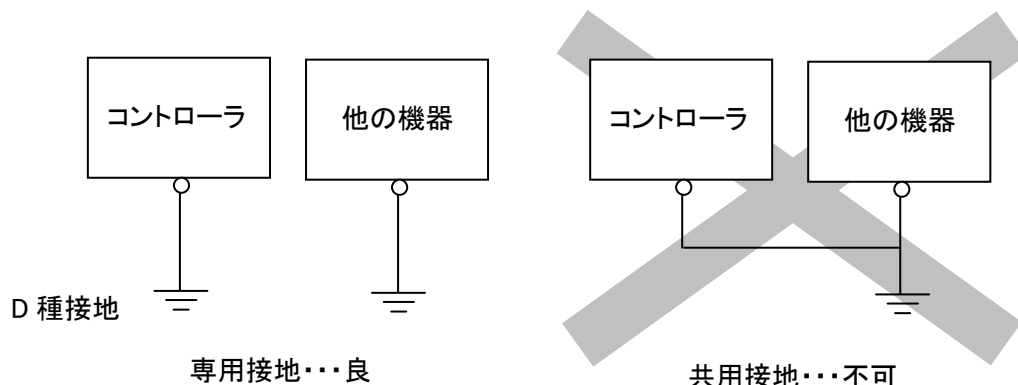 コントローラ
他の機器
D 種接地
専用接地･･･良
コントローラ
他の機器
共用接地･･･不可